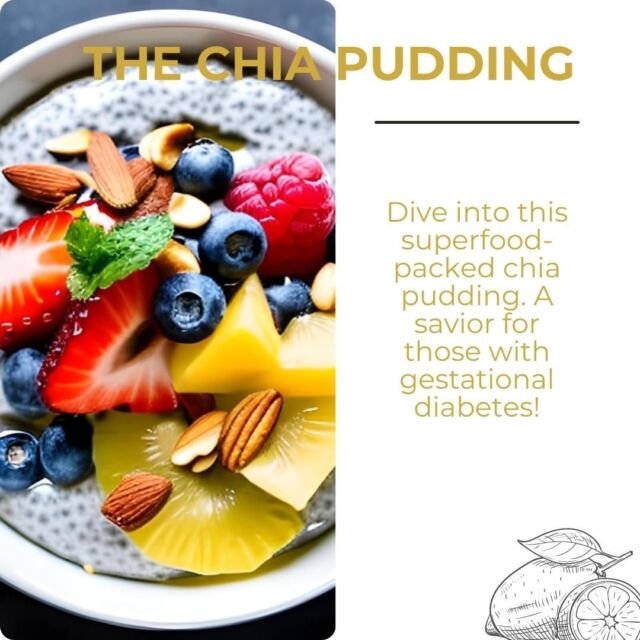 THE CHIA PUDDING
Dive into this
superfood-
packed chia
pudding. A
savior for
those with
gestational
diabetes!